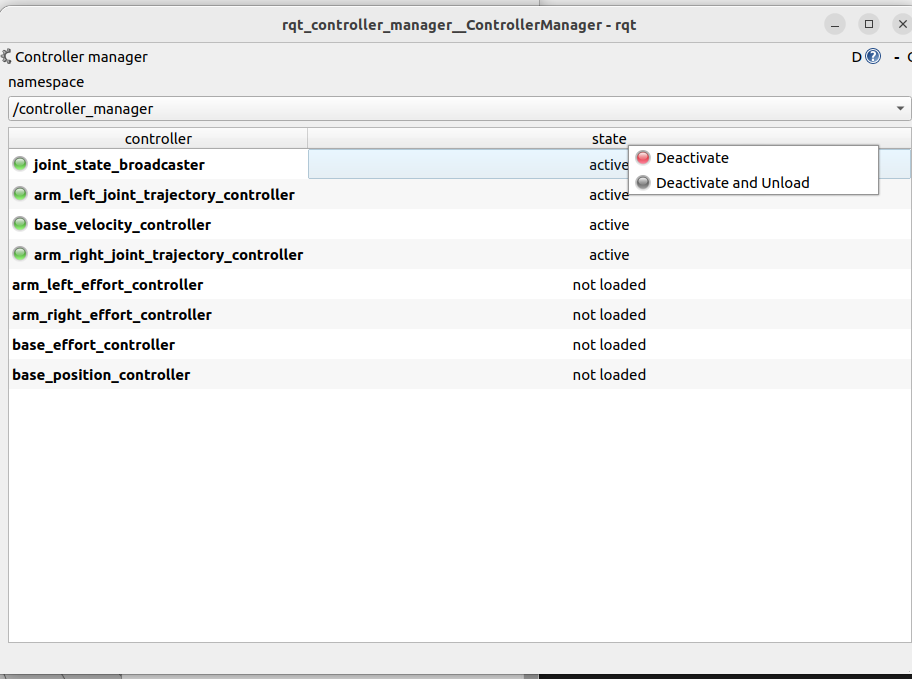 rqt_controller_manager__ControllerManager - rqt
Controller manager
D
-
namespace
/controller_manager
controller state
joint_state_broadcaster active
Deactivate
Deactivate and Unload
arm_left_joint_trajectory_controller active
base_velocity_controller active
arm_right_joint_trajectory_controller active
arm_left_effort_controller not loaded
arm_right_effort_controller not loaded
base_effort_controller not loaded
base_position_controller not loaded